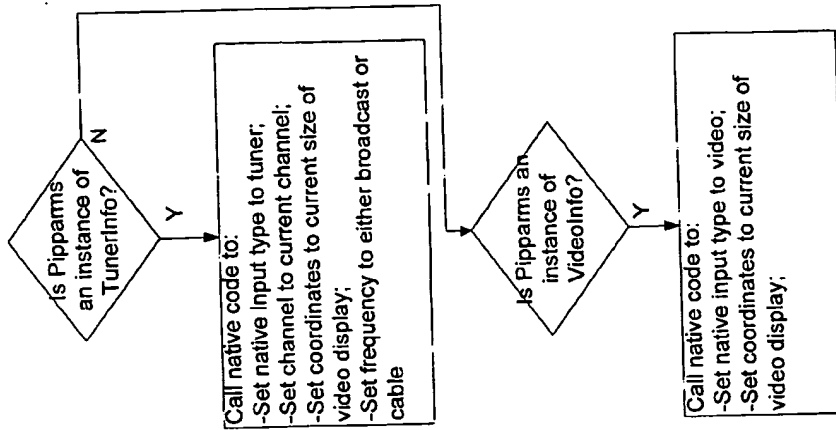 Is Pipparms
an instance of
TunerInfo?
N
Y
Call native code to:
-Set native Input type to tuner;
-Set channel to current channel;
-Set coordinates to current size of
video display;
-Set frequency to either broadcast or
cable
Is Pipparms an
instance of
VideoInfo?
Y
Call native code to:
-Set native input type to video;
-Set coordinates to current size of
video display;